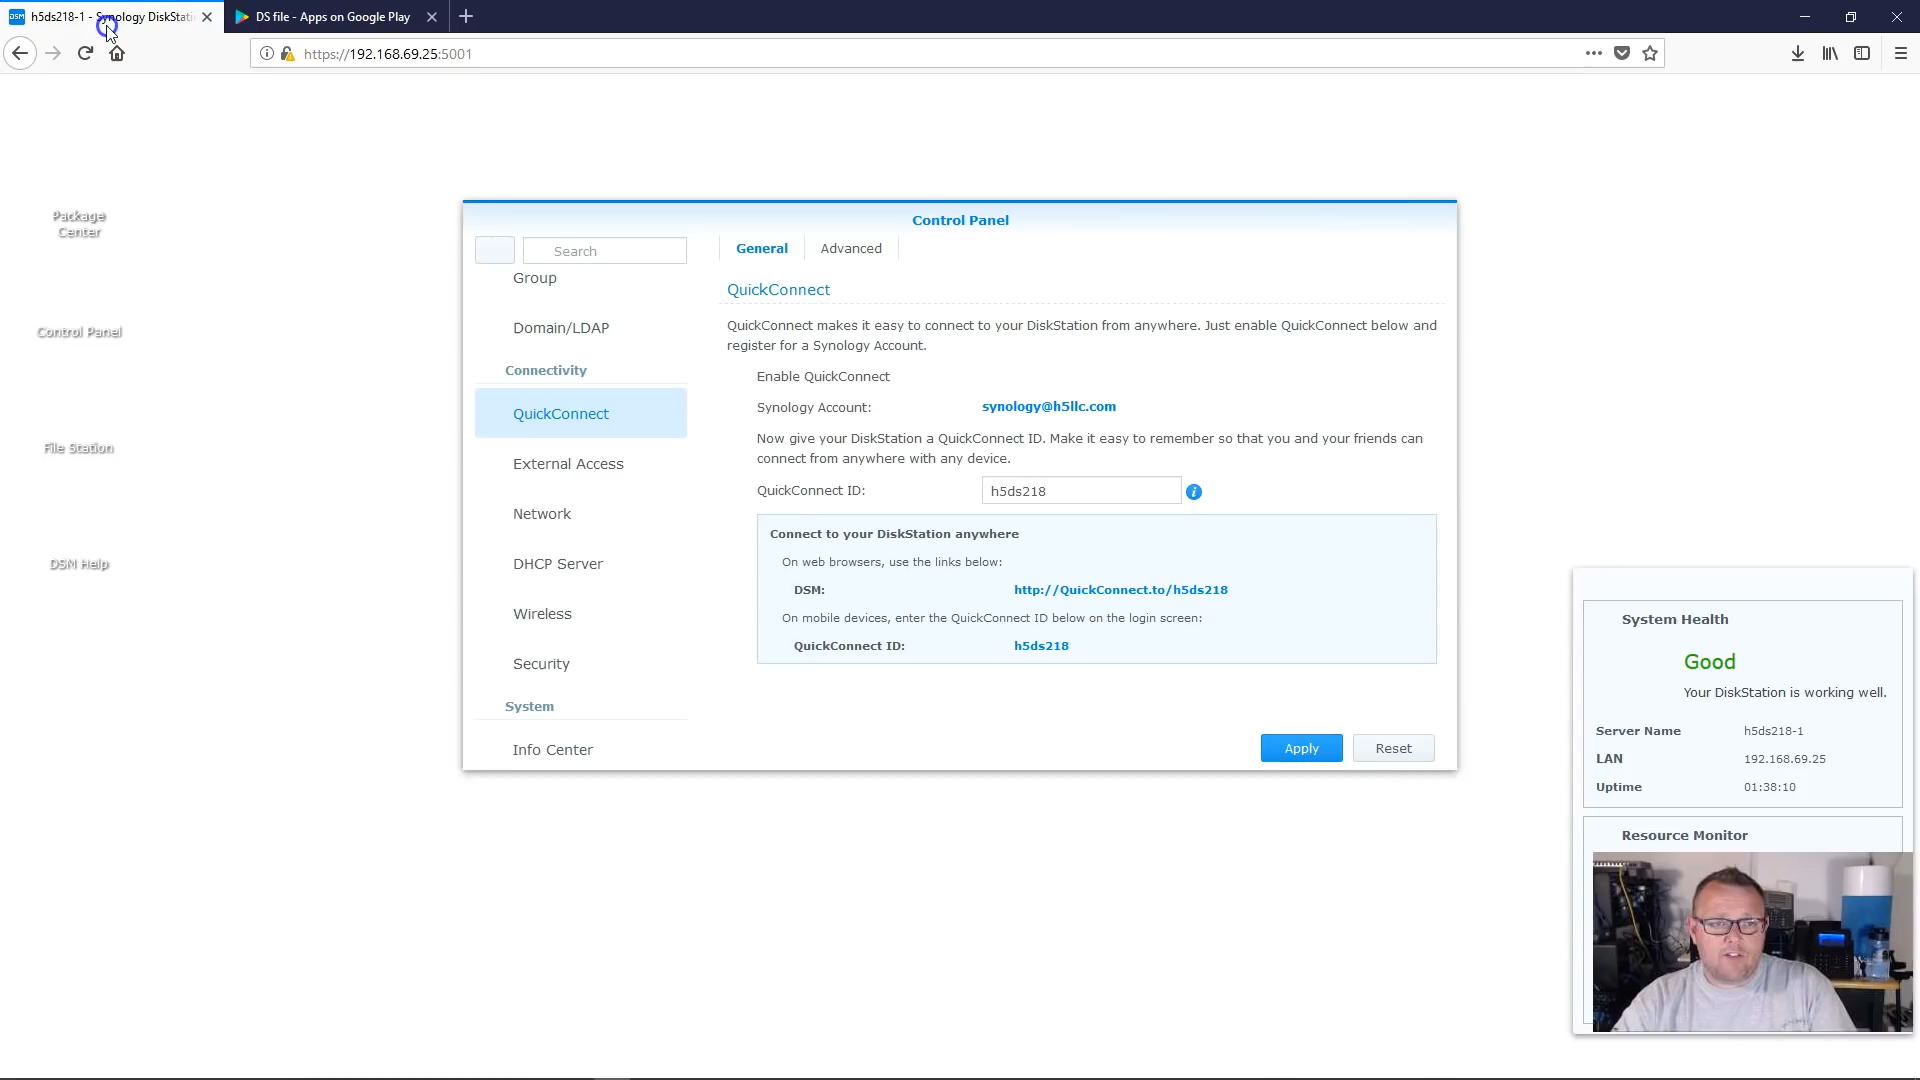 h5ds218-1 - Synology DiskStati
DS file - Apps on Google Play
https://192.168.69.25:5001
Package
Center
Control Panel
File Station
DSM Help
Control Panel
Search
Group
Domain/LDAP
Connectivity
QuickConnect
External Access
Network
DHCP Server
Wireless
Security
System
Info Center
General
Advanced
QuickConnect
QuickConnect makes it easy to connect to your DiskStation from anywhere. Just enable QuickConnect below and
register for a Synology Account.
Enable QuickConnect
Synology Account: synology@h5llc.com
Now give your DiskStation a QuickConnect ID. Make it easy to remember so that you and your friends can
connect from anywhere with any device.
QuickConnect ID: h5ds218
Connect to your DiskStation anywhere
On web browsers, use the links below:
DSM: http://QuickConnect.to/h5ds218
On mobile devices, enter the QuickConnect ID below on the login screen:
QuickConnect ID: h5ds218
Apply
Reset
System Health
Good
Your DiskStation is working well.
Server Name h5ds218-1
LAN 192.168.69.25
Uptime 01:38:10
Resource Monitor